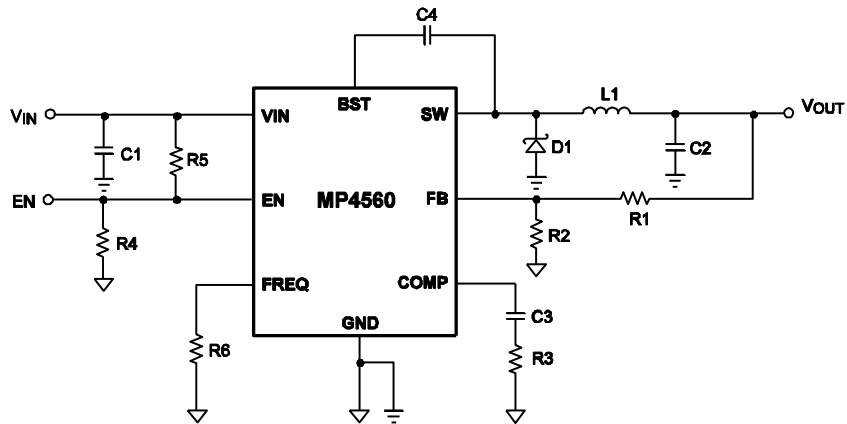 C4
BST
L1
VIN
VIN
SW
VOUT
C1
R5
D1
C2
EN
EN
MP4560
FB
R1
R4
R2
FREQ
COMP
GND
C3
R6
R3